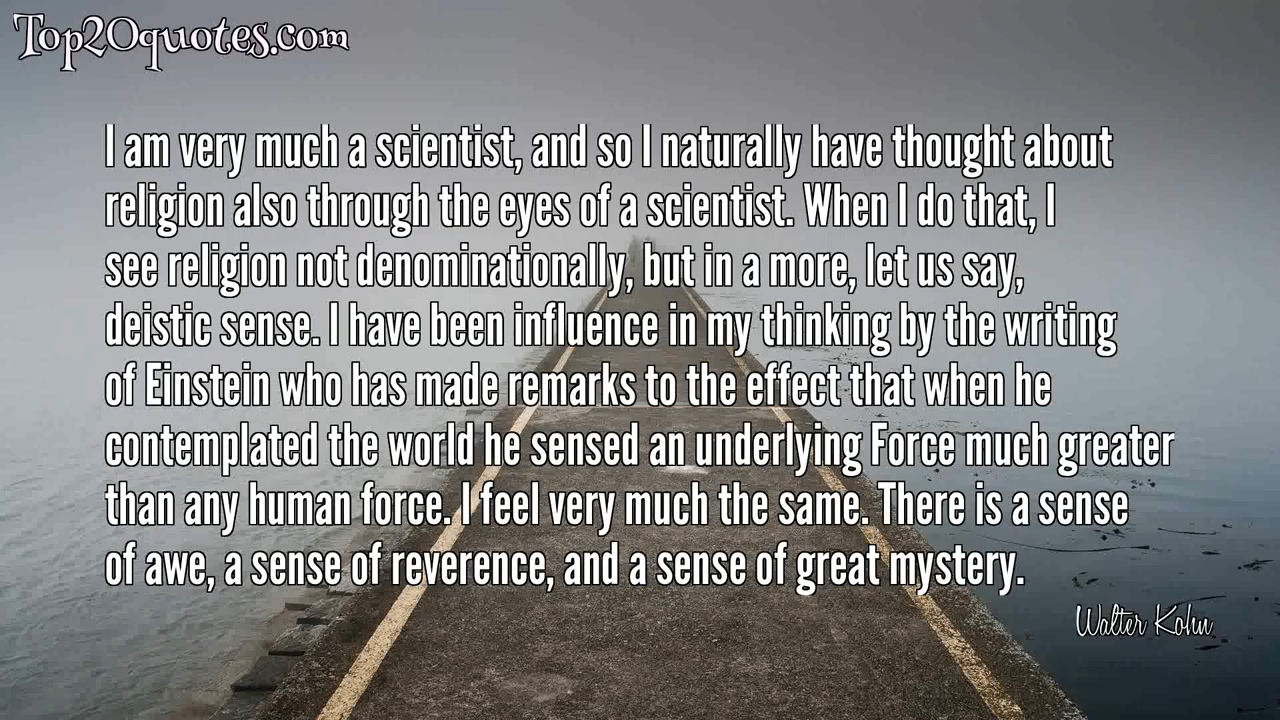 Top20quotes.com
I am very much a scientist, and so I naturally have thought about
religion also through the eyes of a scientist. When I do that, I
see religion not denominationally, but in a more, let us say,
deistic sense. I have been influence in my thinking by the writing
of Einstein who has made remarks to the effect that when he
contemplated the world he sensed an underlying Force much greater
than any human force. I feel very much the same. There is a sense
of awe, a sense of reverence, and a sense of great mystery.
Walter Kohn